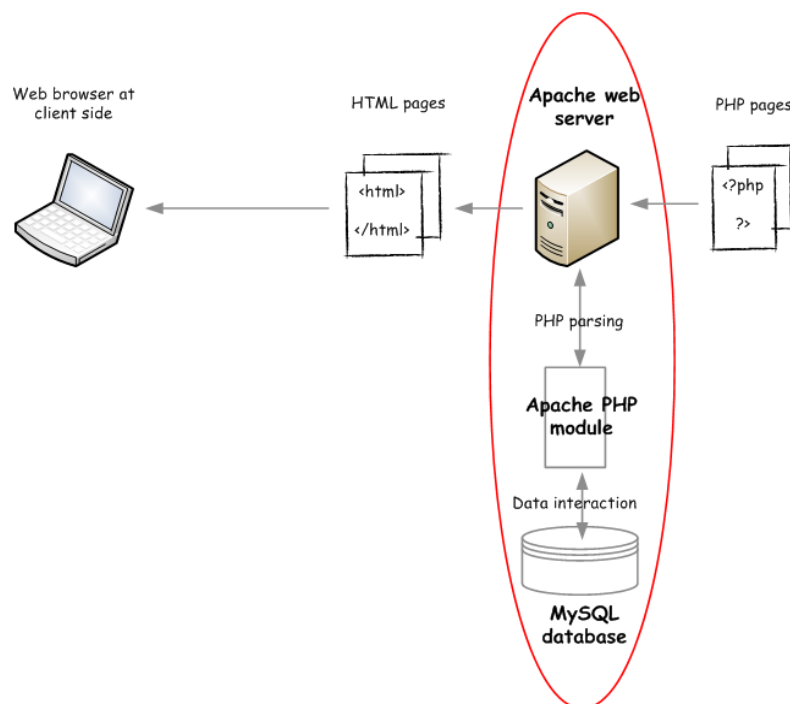 Web browser at
client side
HTML pages
Apache web
server
PHP pages
<html>
</html>
<?php
?>
PHP parsing
Apache PHP
module
Data interaction
MySQL
database